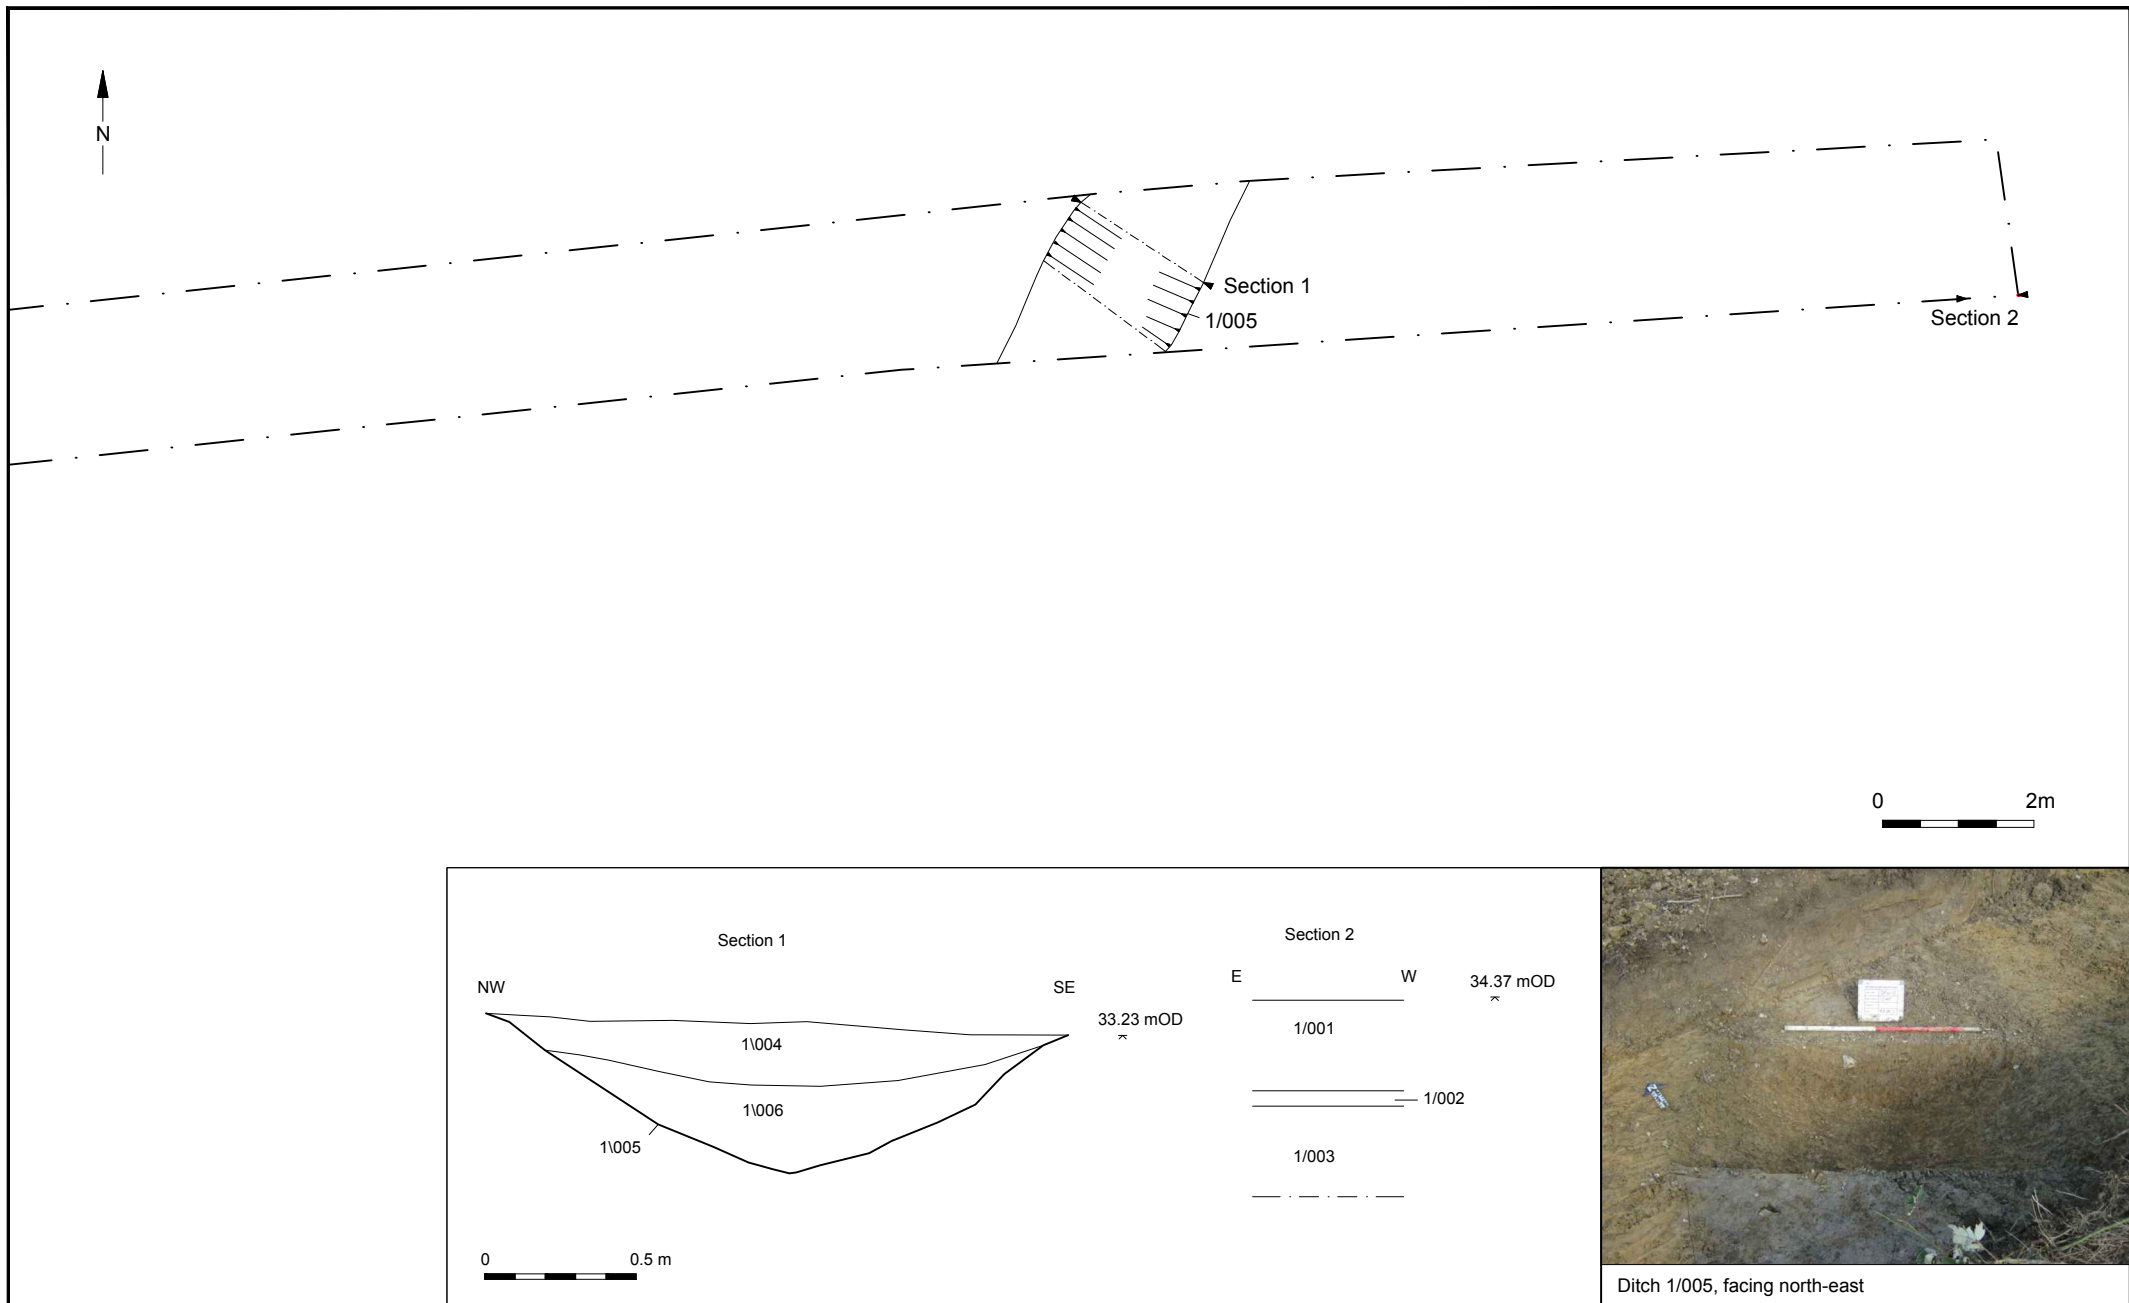 N
Section 1
1/005
Section 2
0 2m
Section 1
NW SE
33.23 mOD
1\004
1\006
1\005
0 0.5 m
Section 2
E W
34.37 mOD
1/001
1/002
1/003
Ditch 1/005, facing north-east